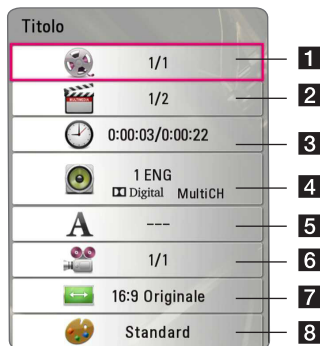 Titolo
1/1
1
MULTIMEDIA
1/2
2
0:00:03/0:00:22
3
1 ENG
Digital MultiCH
4
A
---
5
1/1
6
16:9 Originale
7
Standard
8